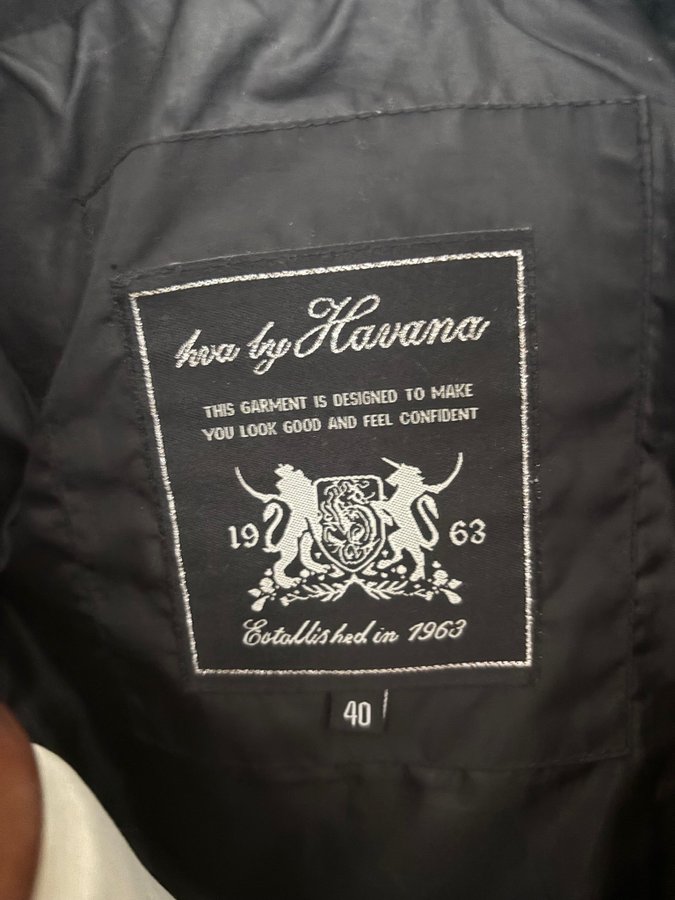 hva by Havana
THIS GARMENT IS DESIGNED TO MAKE
YOU LOOK GOOD AND FEEL CONFIDENT
19 63
Established in 1963
40